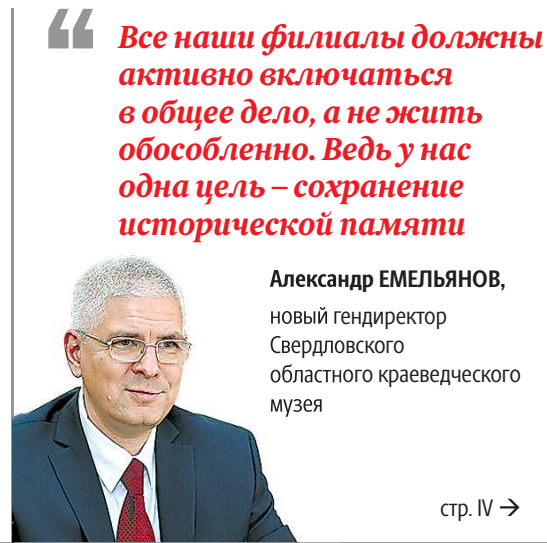 “
Все наши филиалы должны
активно включаться
в общее дело, а не жить
обособленно. Ведь у нас
одна цель – сохранение
исторической памяти
Александр ЕМЕЛЬЯНОВ,
новый гендиректор
Свердловского
областного краеведческого
музея
стр. IV →